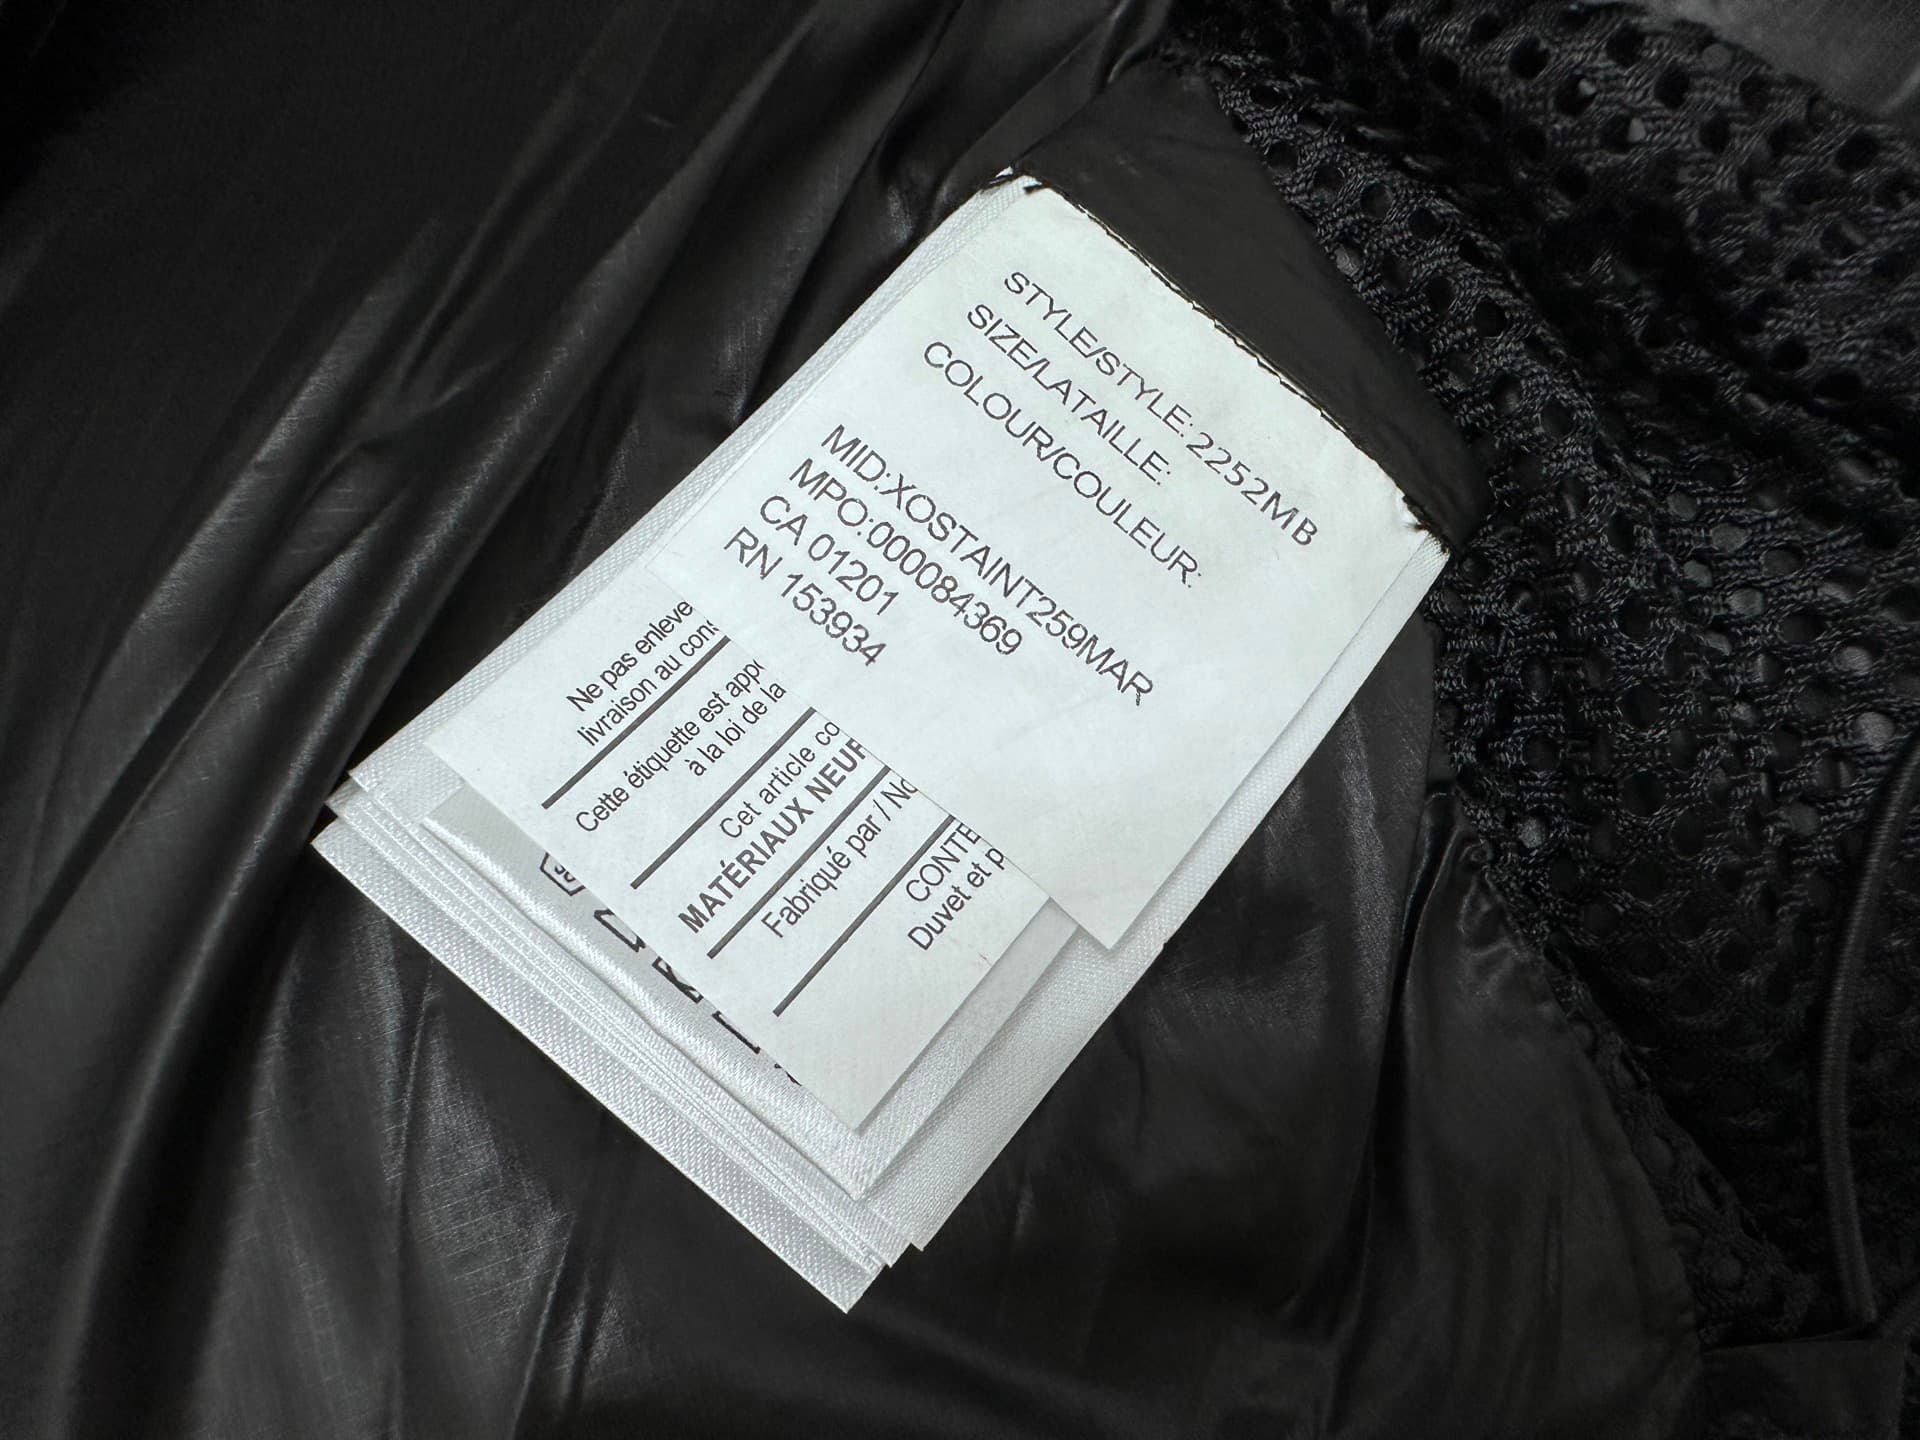 STYLE/STYLE: 2252MB
SIZE/LATAILLE:
COLOUR/COULEUR:
MID:XOSTAINT259MAR
MPO:000084369
CA 01201
RN 153934
Ne pas enleve
livraison au cons
Cette étiquette est app
à la loi de la
Cet article co
MATÉRIAUX NEUF
Fabriqué par / No
CONTE
Duvet et p